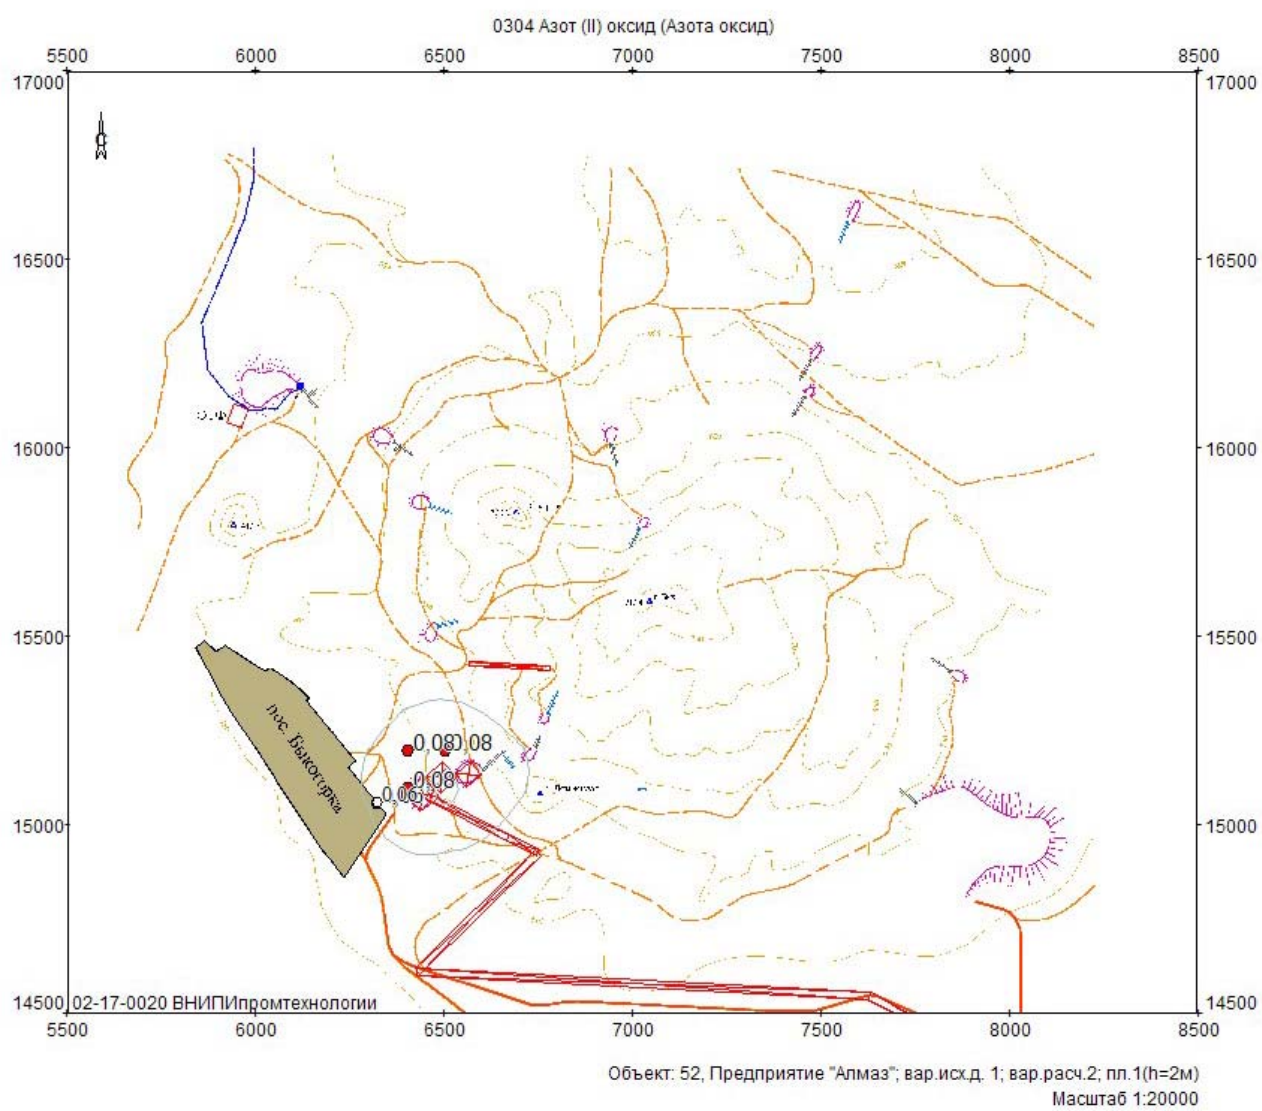 0304 Азот (II) оксид (Азота оксид)
5500 6000 6500 7000 7500 8000 8500
17000 17000
С
16500 16500
16000 16000
15500 15500
пос. Быкогорка
0.08 0.08
0.08
0.06
15000 15000
14500 02-17-0020 ВНИПИпромтехнологии 14500
5500 6000 6500 7000 7500 8000 8500
Объект: 52, Предприятие "Алмаз"; вар.исх.д. 1; вар.расч.2; пл.1(h=2м)
Масштаб 1:20000